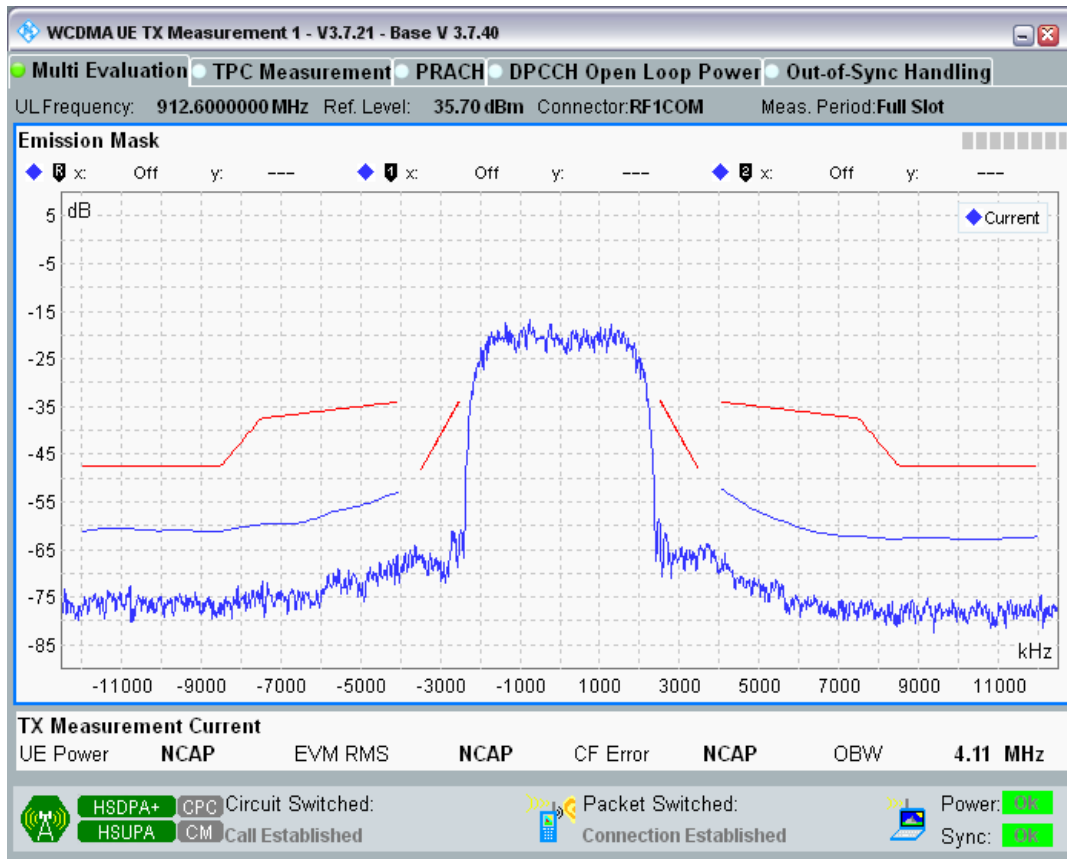 WCDMA UE TX Measurement 1 - V3.7.21 - Base V 3.7.40
Multi Evaluation TPC Measurement PRACH DPCCH Open Loop Power Out-of-Sync Handling
UL Frequency: 912.6000000 MHz Ref. Level: 35.70 dBm Connector:RF1COM Meas. Period:Full Slot
Emission Mask
R x: Off y: --- 1 x: Off y: --- 2 x: Off y: ---
dB
Current
5
-5
-15
-25
-35
-45
-55
-65
-75
-85
kHz
-11000 -9000 -7000 -5000 -3000 -1000 1000 3000 5000 7000 9000 11000
TX Measurement Current
UE Power NCAP EVM RMS NCAP CF Error NCAP OBW 4.11 MHz
HSDPA+ CPC Circuit Switched: Packet Switched: Power: Ok
HSUPA CM Call Established Connection Established Sync: Ok